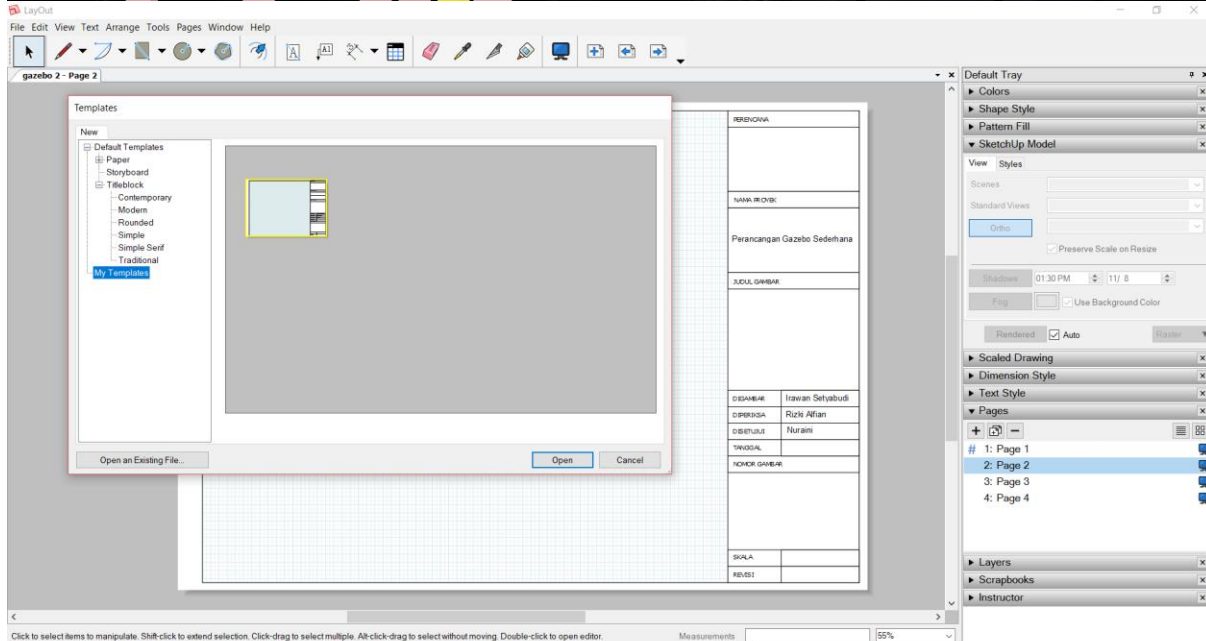 LayOut
File Edit View Text Arrange Tools Pages Window Help
gazebo 2 - Page 2
Templates
New
Default Templates
Paper
Storyboard
Titleblock
Contemporary
Modern
Rounded
Simple
Simple Serif
Traditional
My Templates
Open an Existing File...
Open
Cancel
PERENCANA
NAMA PROYEK
Perancangan Gazebo Sederhana
JUDUL GAMBAR
DIGAMBAR Irawan Setyabudi
DIPERIKSA Rizki Alfian
DISETUJUI Nuraini
TANGGAL
NOMOR GAMBAR
SKALA
REVISI
Default Tray
Colors
Shape Style
Pattern Fill
SketchUp Model
View Styles
Scenes
Standard Views
Ortho
Preserve Scale on Resize
Shadows 01:30 PM 11/ 8
Fog Use Background Color
Rendered Auto Raster
Scaled Drawing
Dimension Style
Text Style
Pages
# 1: Page 1
2: Page 2
3: Page 3
4: Page 4
Layers
Scrapbooks
Instructor
Click to select items to manipulate. Shift-click to extend selection. Click-drag to select multiple. Alt-click-drag to select without moving. Double-click to open editor.
Measurements
55%